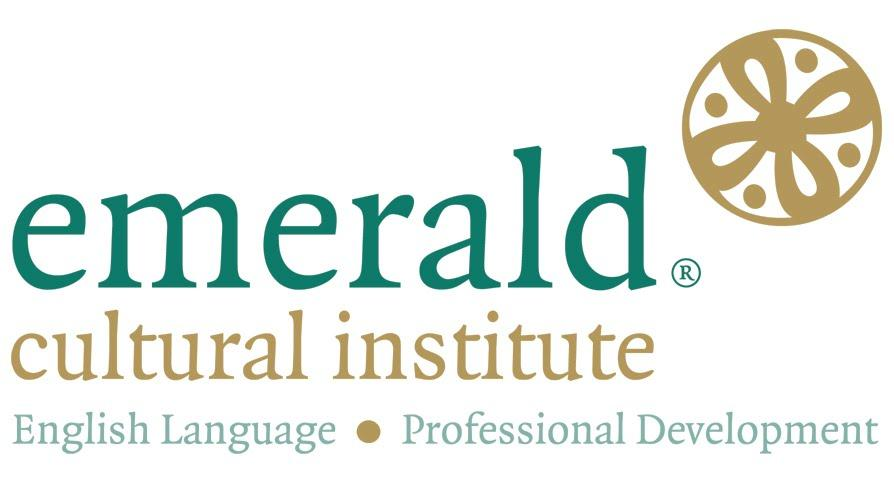 emerald®
cultural institute
English Language ● Professional Development